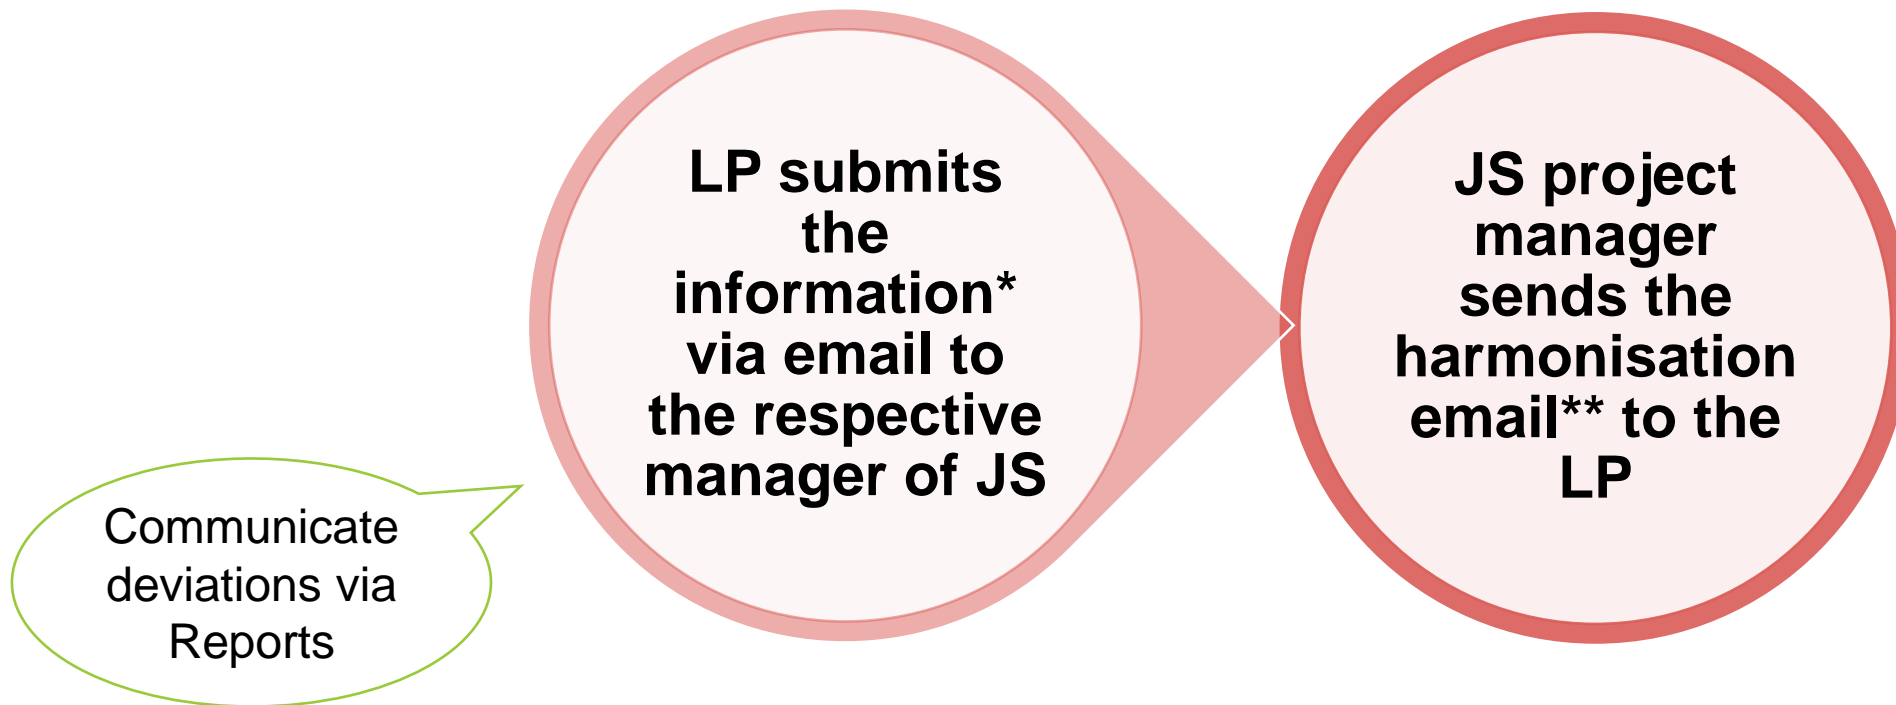 LP submits
the
information*
via email to
the respective
manager of JS
JS project
manager
sends the
harmonisation
email** to the
LP
Communicate
deviations via
Reports